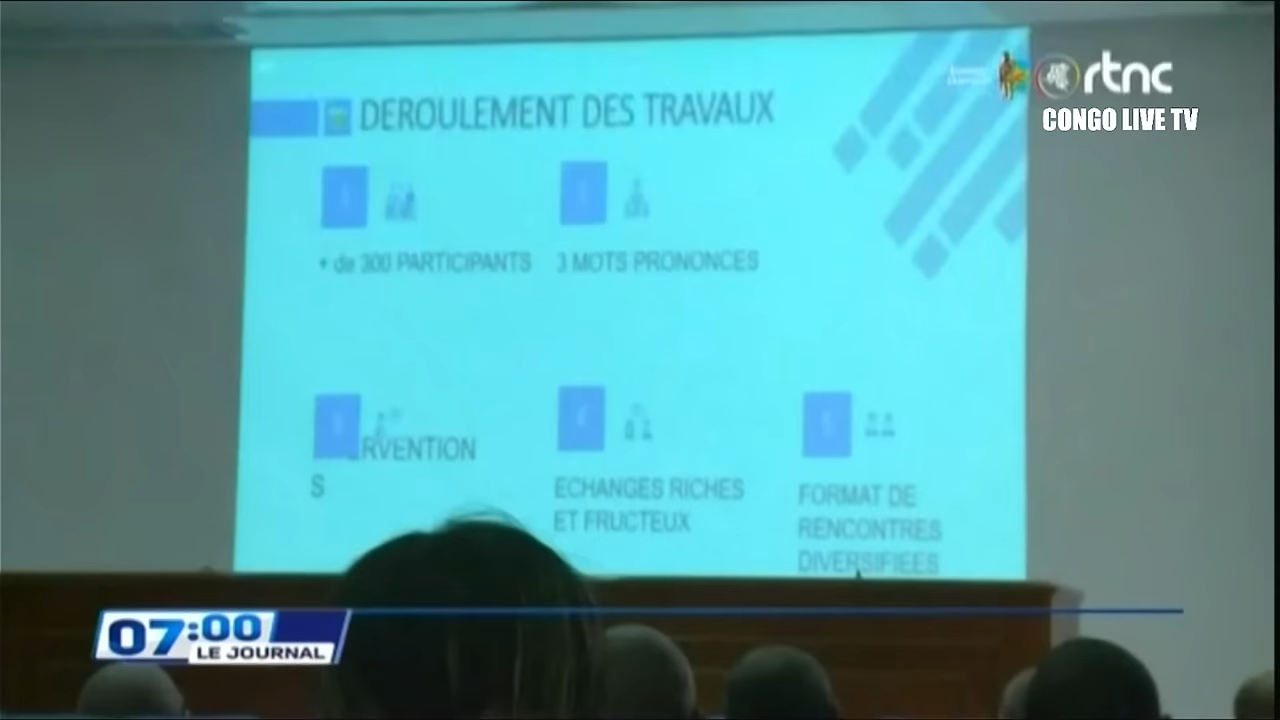 rtnc
CONGO LIVE TV
DEROULEMENT DES TRAVAUX
+ de 300 PARTICIPANTS
3 MOTS PRONONCES
RVENTION
S
ECHANGES RICHES
ET FRUCTEUX
FORMAT DE
RENCONTRES
DIVERSIFIEES
07:00
LE JOURNAL